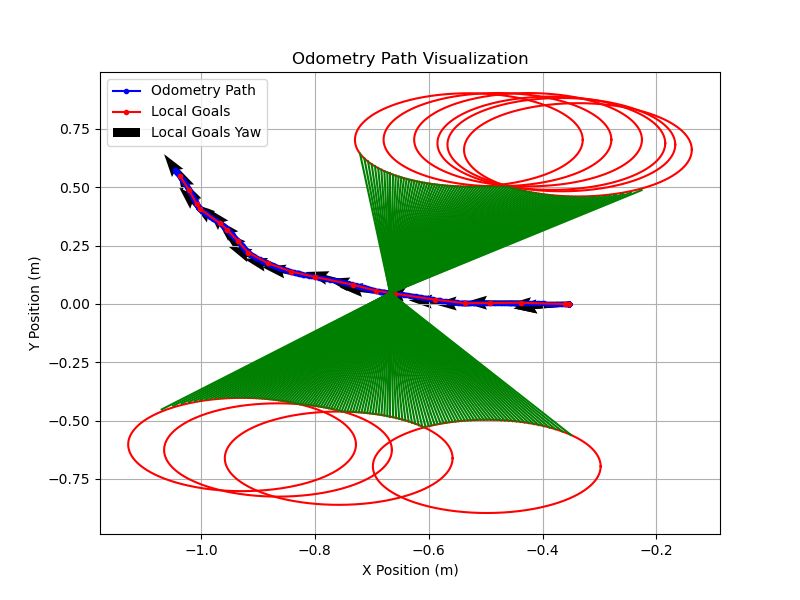 Odometry Path Visualization
Odometry Path
Local Goals
Local Goals Yaw
Y Position (m)
0.75
0.50
0.25
0.00
−0.25
−0.50
−0.75
−1.0 −0.8 −0.6 −0.4 −0.2
X Position (m)